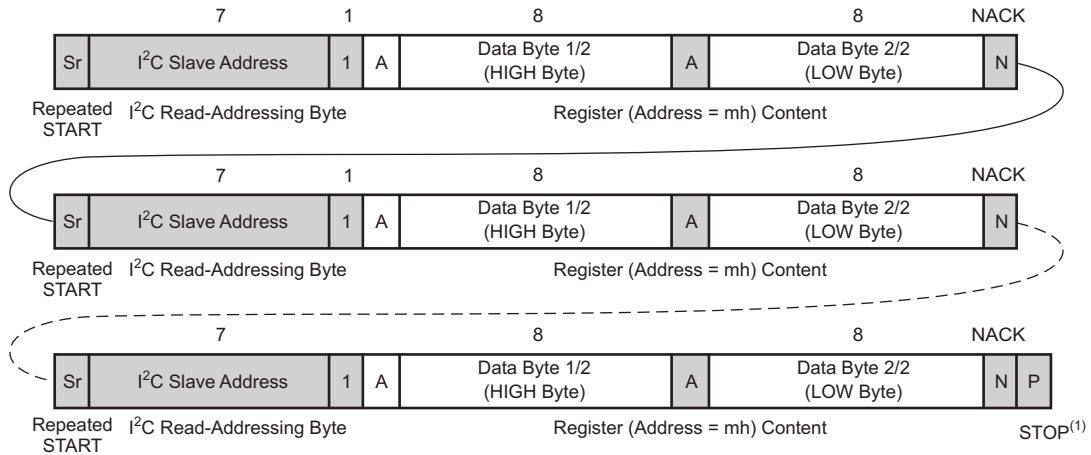 7 1 8 8 NACK
Sr I²C Slave Address 1 A Data Byte 1/2 (HIGH Byte) A Data Byte 2/2 (LOW Byte) N
Repeated START I²C Read-Addressing Byte Register (Address = mh) Content
7 1 8 8 NACK
Sr I²C Slave Address 1 A Data Byte 1/2 (HIGH Byte) A Data Byte 2/2 (LOW Byte) N
Repeated START I²C Read-Addressing Byte Register (Address = mh) Content
7 1 8 8 NACK
Sr I²C Slave Address 1 A Data Byte 1/2 (HIGH Byte) A Data Byte 2/2 (LOW Byte) N P
Repeated START I²C Read-Addressing Byte Register (Address = mh) Content STOP⁽¹⁾